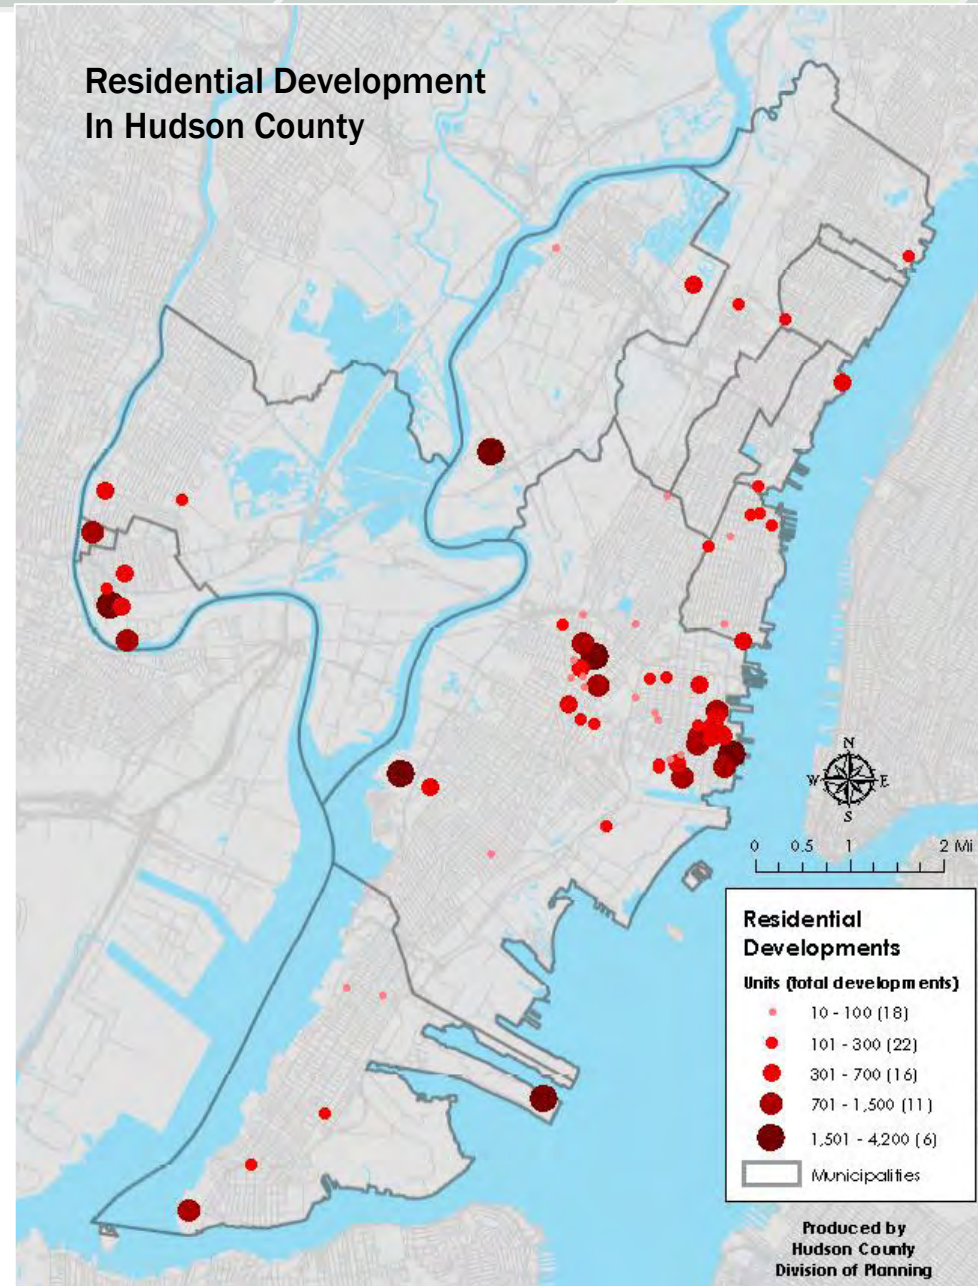 Residential Development
In Hudson County
N
W E
S
0 0.5 1 2 Mi
Residential
Developments
Units (total developments)
10 - 100 (18)
101 - 300 (22)
301 - 700 (16)
701 - 1,500 (11)
1,501 - 4,200 (6)
Municipalities
Produced by
Hudson County
Division of Planning